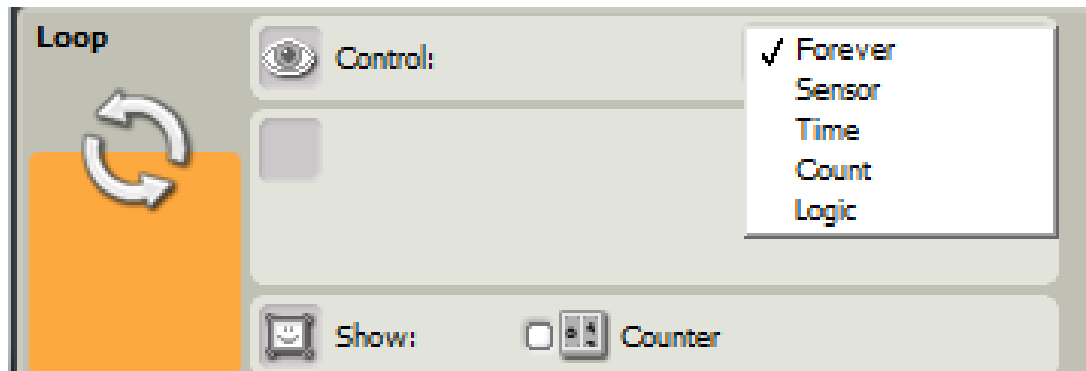 Loop
Control:
Forever
Sensor
Time
Count
Logic
Show:
Counter